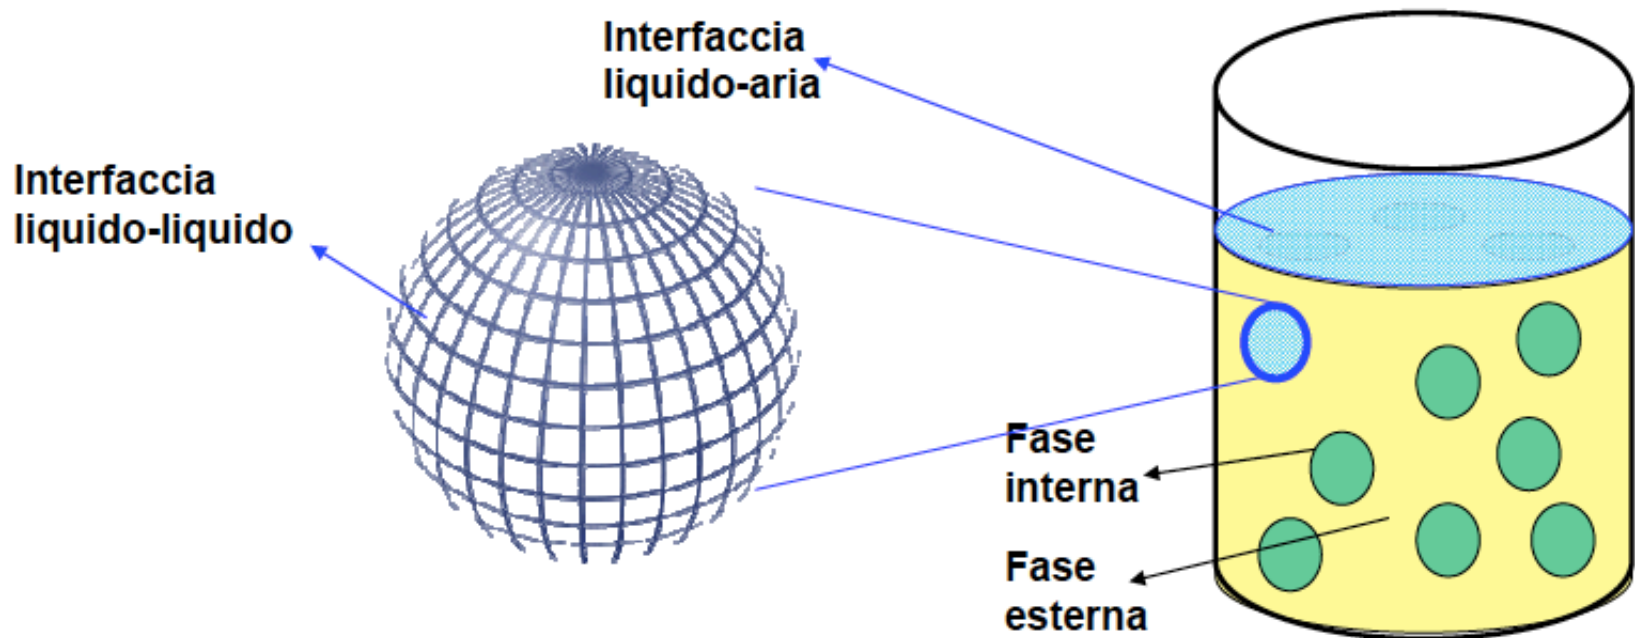 Interfaccia
liquido-aria
Interfaccia
liquido-liquido
Fase
interna
Fase
esterna